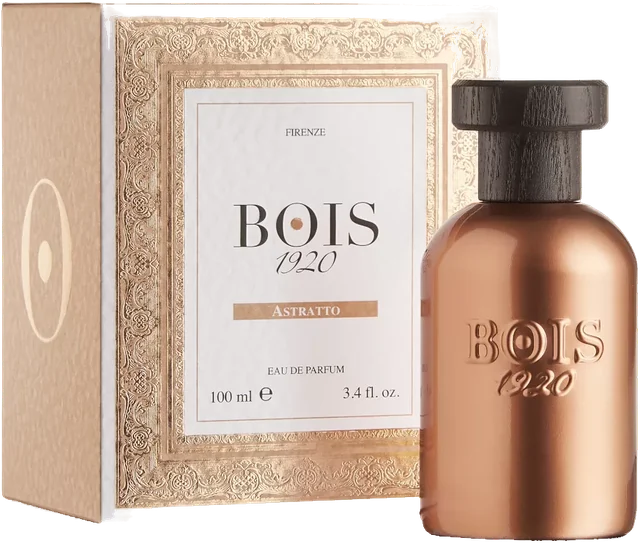 FIRENZE
BOIS
1920
ASTRATTO
EAU DE PARFUM
100 ml ℮
3.4 fl. oz.
BOIS
1920